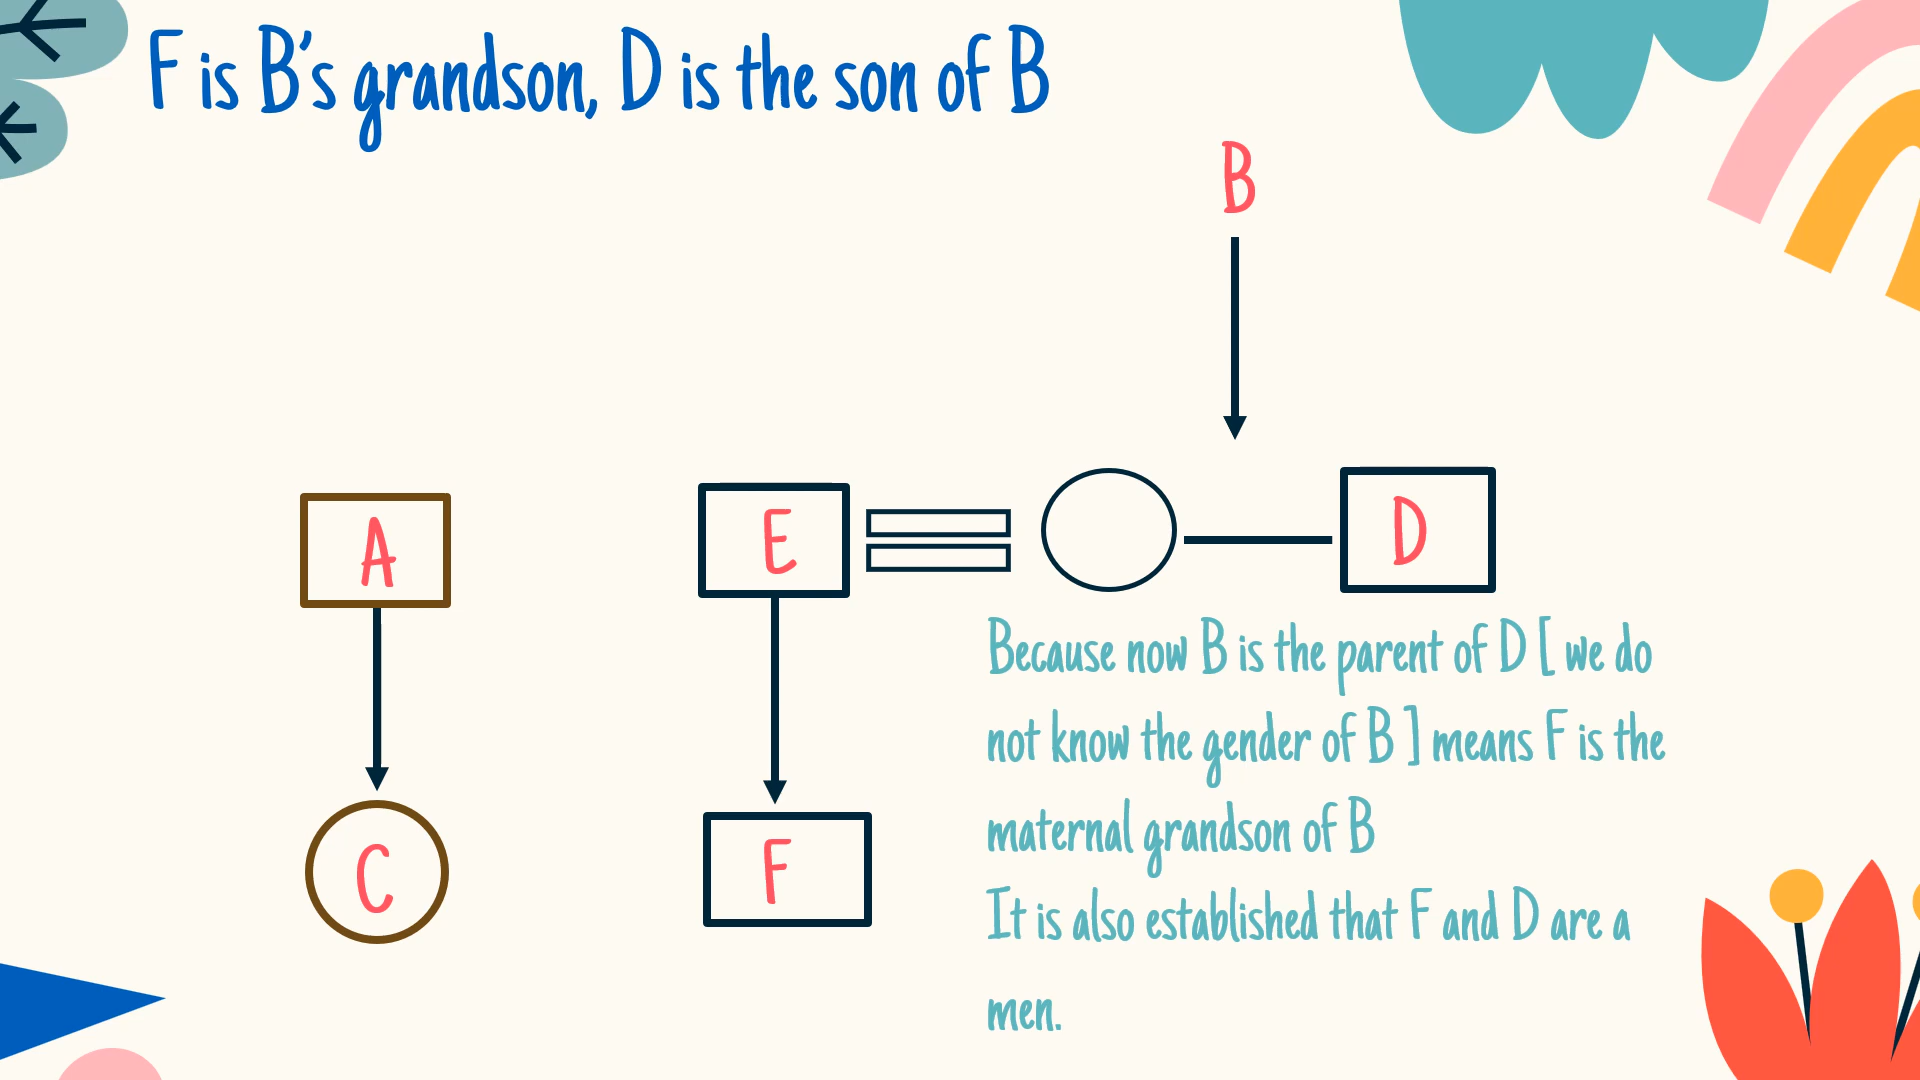 F is B's grandson, D is the son of B
B
A
E
D
C
F
Because now B is the parent of D [ we do
not know the gender of B ] means F is the
maternal grandson of B
It is also established that F and D are a
men.